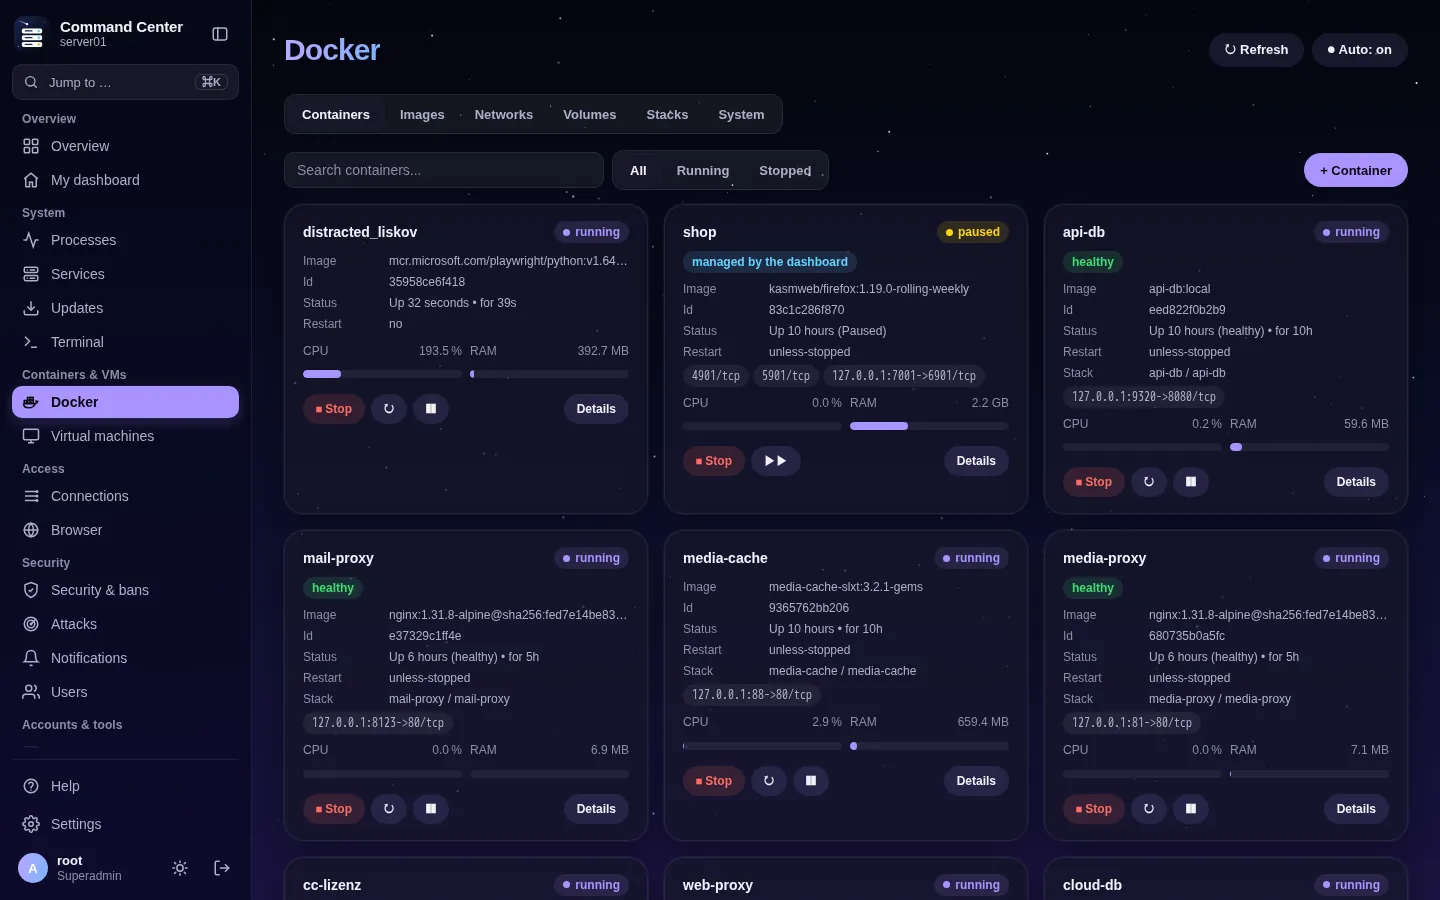 Command Center
server01
Jump to …
⌘K
Overview
Overview
My dashboard
System
Processes
Services
Updates
Terminal
Containers & VMs
Docker
Virtual machines
Access
Connections
Browser
Security
Security & bans
Attacks
Notifications
Users
Accounts & tools
Help
Settings
A
root
Superadmin
Docker
Refresh
Auto: on
Containers Images Networks Volumes Stacks System
Search containers...
All Running Stopped
+ Container
distracted_liskov running
Image mcr.microsoft.com/playwright/python:v1.64…
Id 35958ce6f418
Status Up 32 seconds • for 39s
Restart no
CPU 193.5 % RAM 392.7 MB
Stop Details
shop paused
managed by the dashboard
Image kasmweb/firefox:1.19.0-rolling-weekly
Id 83c1c286f870
Status Up 10 hours (Paused)
Restart unless-stopped
4901/tcp 5901/tcp 127.0.0.1:7001->6901/tcp
CPU 0.0 % RAM 2.2 GB
Stop Details
api-db running
healthy
Image api-db:local
Id eed822f0b2b9
Status Up 10 hours (healthy) • for 10h
Restart unless-stopped
Stack api-db / api-db
127.0.0.1:9320->8080/tcp
CPU 0.2 % RAM 59.6 MB
Stop Details
mail-proxy running
healthy
Image nginx:1.31.8-alpine@sha256:fed7e14be83…
Id e37329c1ff4e
Status Up 6 hours (healthy) • for 5h
Restart unless-stopped
Stack mail-proxy / mail-proxy
127.0.0.1:8123->80/tcp
CPU 0.0 % RAM 6.9 MB
Stop Details
media-cache running
Image media-cache-slxt:3.2.1-gems
Id 9365762bb206
Status Up 10 hours • for 10h
Restart unless-stopped
Stack media-cache / media-cache
127.0.0.1:88->80/tcp
CPU 2.9 % RAM 659.4 MB
Stop Details
media-proxy running
healthy
Image nginx:1.31.8-alpine@sha256:fed7e14be83…
Id 680735b0a5fc
Status Up 6 hours (healthy) • for 5h
Restart unless-stopped
Stack media-proxy / media-proxy
127.0.0.1:81->80/tcp
CPU 0.0 % RAM 7.1 MB
Stop Details
cc-lizenz running
web-proxy running
cloud-db running